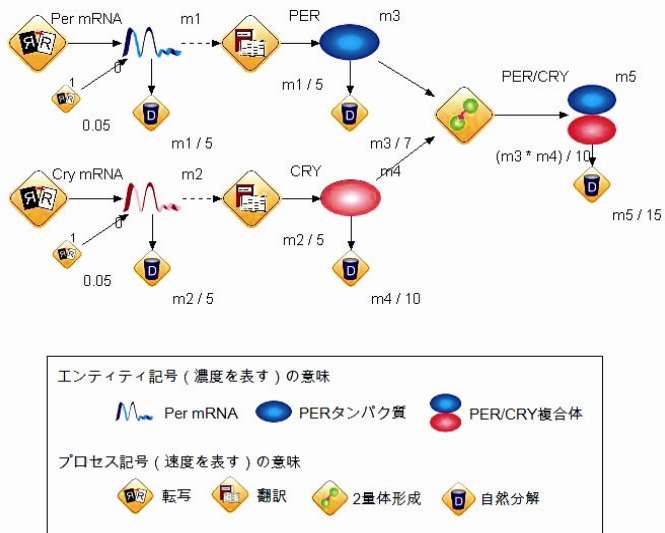 Per mRNA
m1
PER
m3
0
1
0.05
m1 / 5
m1 / 5
m3 / 7
PER/CRY
m5
(m3 * m4) / 10
m5 / 15
Cry mRNA
m2
CRY
m4
0
1
0.05
m2 / 5
m2 / 5
m4 / 10
エンティティ記号(濃度を表す)の意味
Per mRNA
PERタンパク質
PER/CRY複合体
プロセス記号(速度を表す)の意味
転写
翻訳
2量体形成
自然分解